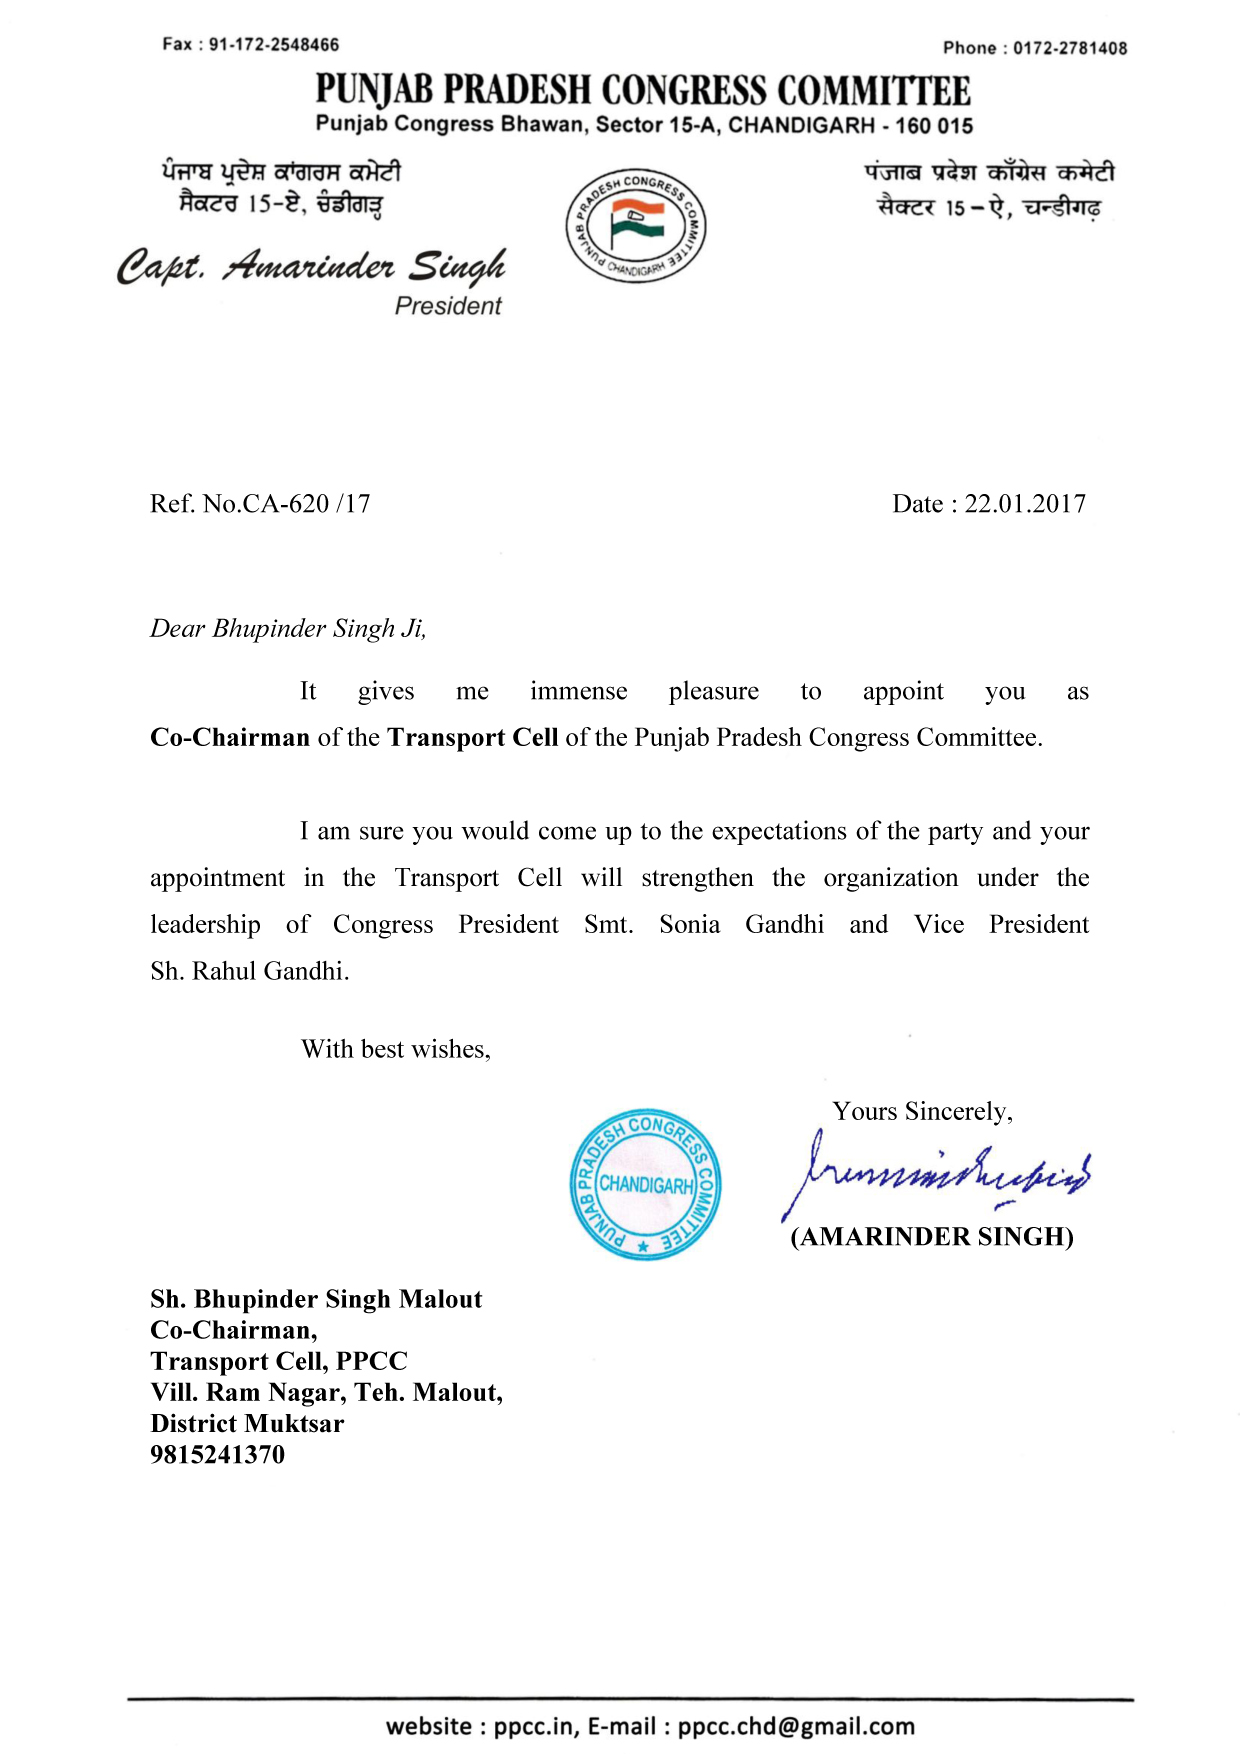 Fax : 91-172-2548466
Phone : 0172-2781408
PUNJAB PRADESH CONGRESS COMMITTEE
Punjab Congress Bhawan, Sector 15-A, CHANDIGARH - 160 015
ਪੰਜਾਬ ਪ੍ਰਦੇਸ਼ ਕਾਂਗਰਸ ਕਮੇਟੀ
ਸੈਕਟਰ 15-ਏ, ਚੰਡੀਗੜ੍ਹ
PUNJAB PRADESH CONGRESS COMMITTEE
CHANDIGARH
पंजाब प्रदेश काँग्रेस कमेटी
सैक्टर 15 – ऐ, चन्डीगढ़
Capt. Amarinder Singh
President
Ref. No.CA-620 /17
Date : 22.01.2017
Dear Bhupinder Singh Ji,
It gives me immense pleasure to appoint you as
Co-Chairman of the Transport Cell of the Punjab Pradesh Congress Committee.
I am sure you would come up to the expectations of the party and your
appointment in the Transport Cell will strengthen the organization under the
leadership of Congress President Smt. Sonia Gandhi and Vice President
Sh. Rahul Gandhi.
With best wishes,
Yours Sincerely,
PUNJAB PRADESH CONGRESS COMMITTEE ★
CHANDIGARH
(AMARINDER SINGH)
Sh. Bhupinder Singh Malout
Co-Chairman,
Transport Cell, PPCC
Vill. Ram Nagar, Teh. Malout,
District Muktsar
9815241370
website : ppcc.in, E-mail : ppcc.chd@gmail.com